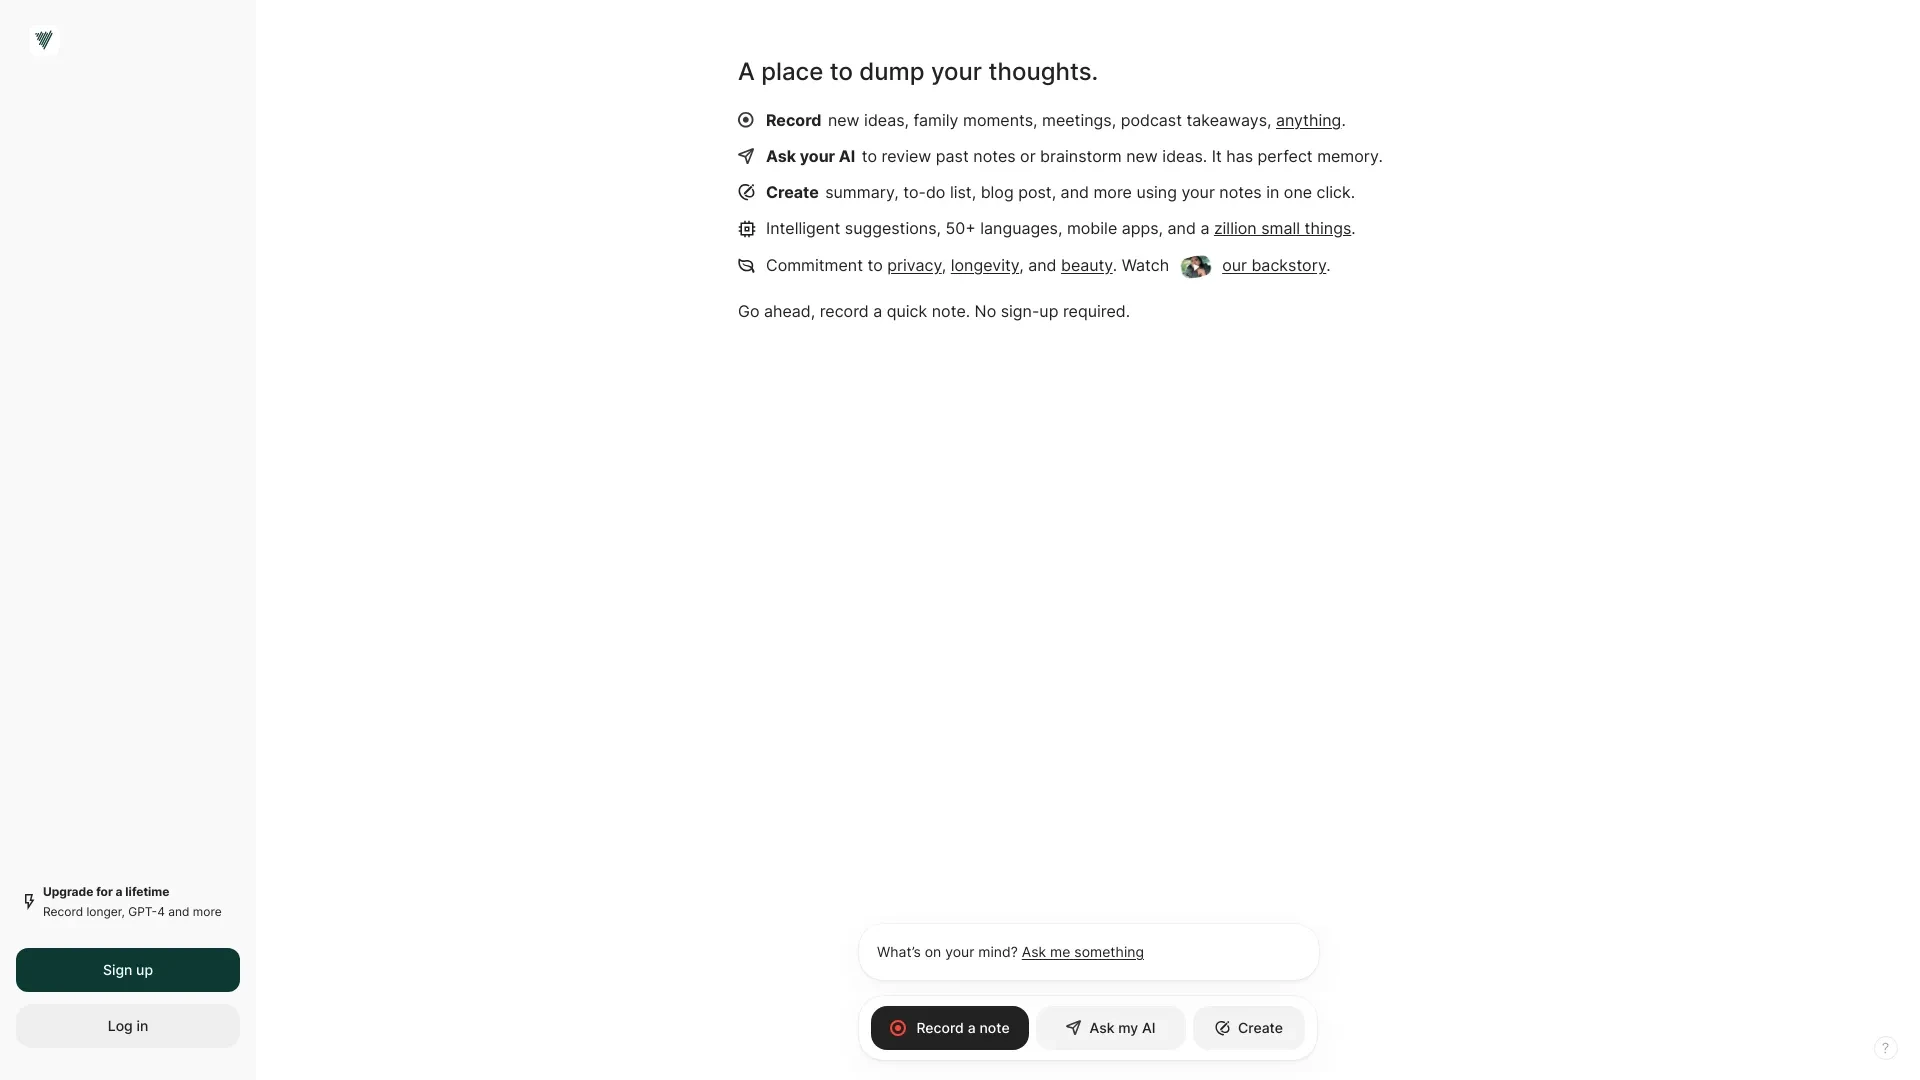 A place to dump your thoughts.
Record new ideas, family moments, meetings, podcast takeaways, anything.
Ask your AI to review past notes or brainstorm new ideas. It has perfect memory.
Create summary, to-do list, blog post, and more using your notes in one click.
Intelligent suggestions, 50+ languages, mobile apps, and a zillion small things.
Commitment to privacy, longevity, and beauty. Watch our backstory.
Go ahead, record a quick note. No sign-up required.
Upgrade for a lifetime
Record longer, GPT-4 and more
Sign up
Log in
What’s on your mind? Ask me something
Record a note
Ask my AI
Create
?